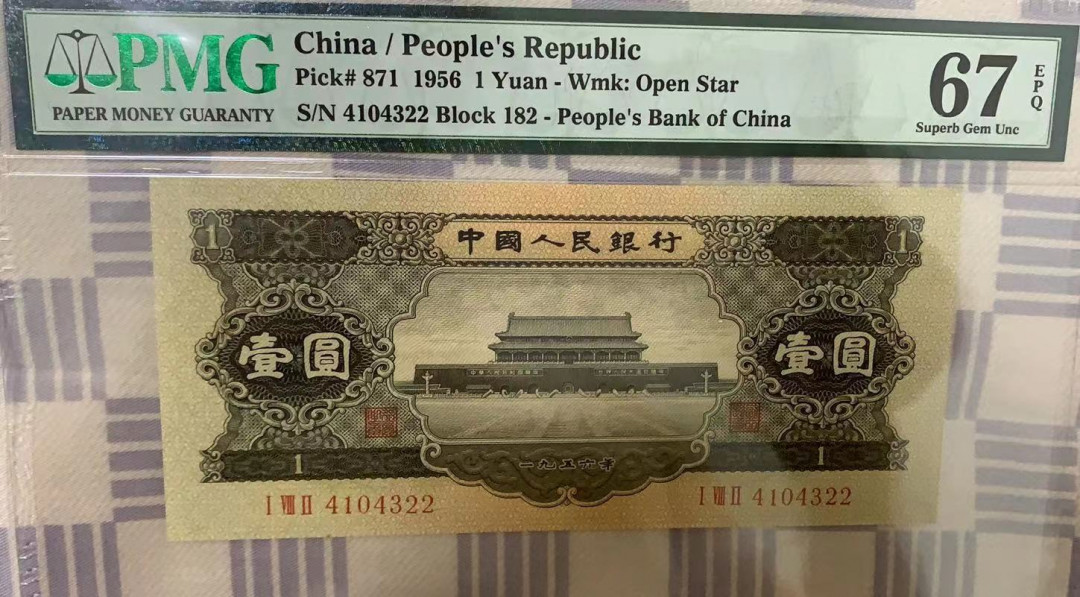 PMG
PAPER MONEY GUARANTY
China / People's Republic
Pick# 871 1956 1 Yuan - Wmk: Open Star
S/N 4104322 Block 182 - People's Bank of China
67
EPQ
Superb Gem Unc
1
中國人民銀行
1
壹圓
壹圓
1
一九五六年
1
I VIII II 4104322
I VIII II 4104322